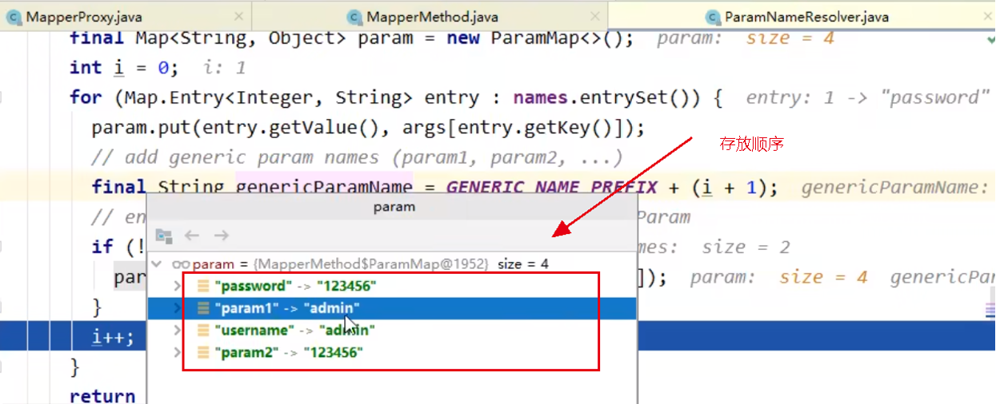 MapperProxy.java
MapperMethod.java
ParamNameResolver.java
final Map<String, Object> param = new ParamMap<>(); param: size = 4
int i = 0; i: 1
for (Map.Entry<Integer, String> entry : names.entrySet()) { entry: 1 -> "password"
param.put(entry.getValue(), args[entry.getKey()]);
存放顺序
// add generic param names (param1, param2, ...)
final String genericParamName = GENERIC_NAME_PREFIX + (i + 1); genericParamName:
param
// en
Param
if (!
mes: size = 2
param = {MapperMethod$ParamMap@1952} size = 4
par
]); param: size = 4 genericPar
"password" -> "123456"
"param1" -> "admin"
}
"username" -> "admin"
i++;
"param2" -> "123456"
}
return